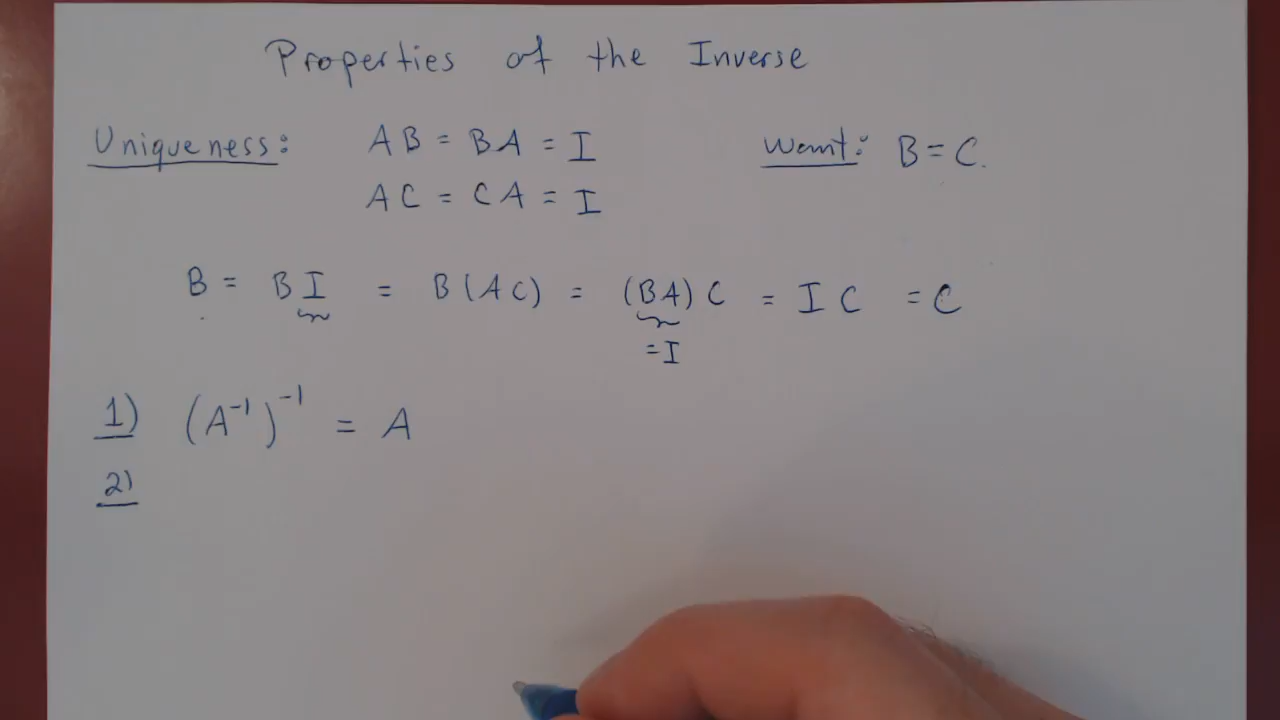 Properties of the Inverse
Uniqueness: AB = BA = I Want: B = C.
AC = CA = I
B = BI = B(AC) = (BA)C = IC = C
= I
1) (A⁻¹)⁻¹ = A
2)